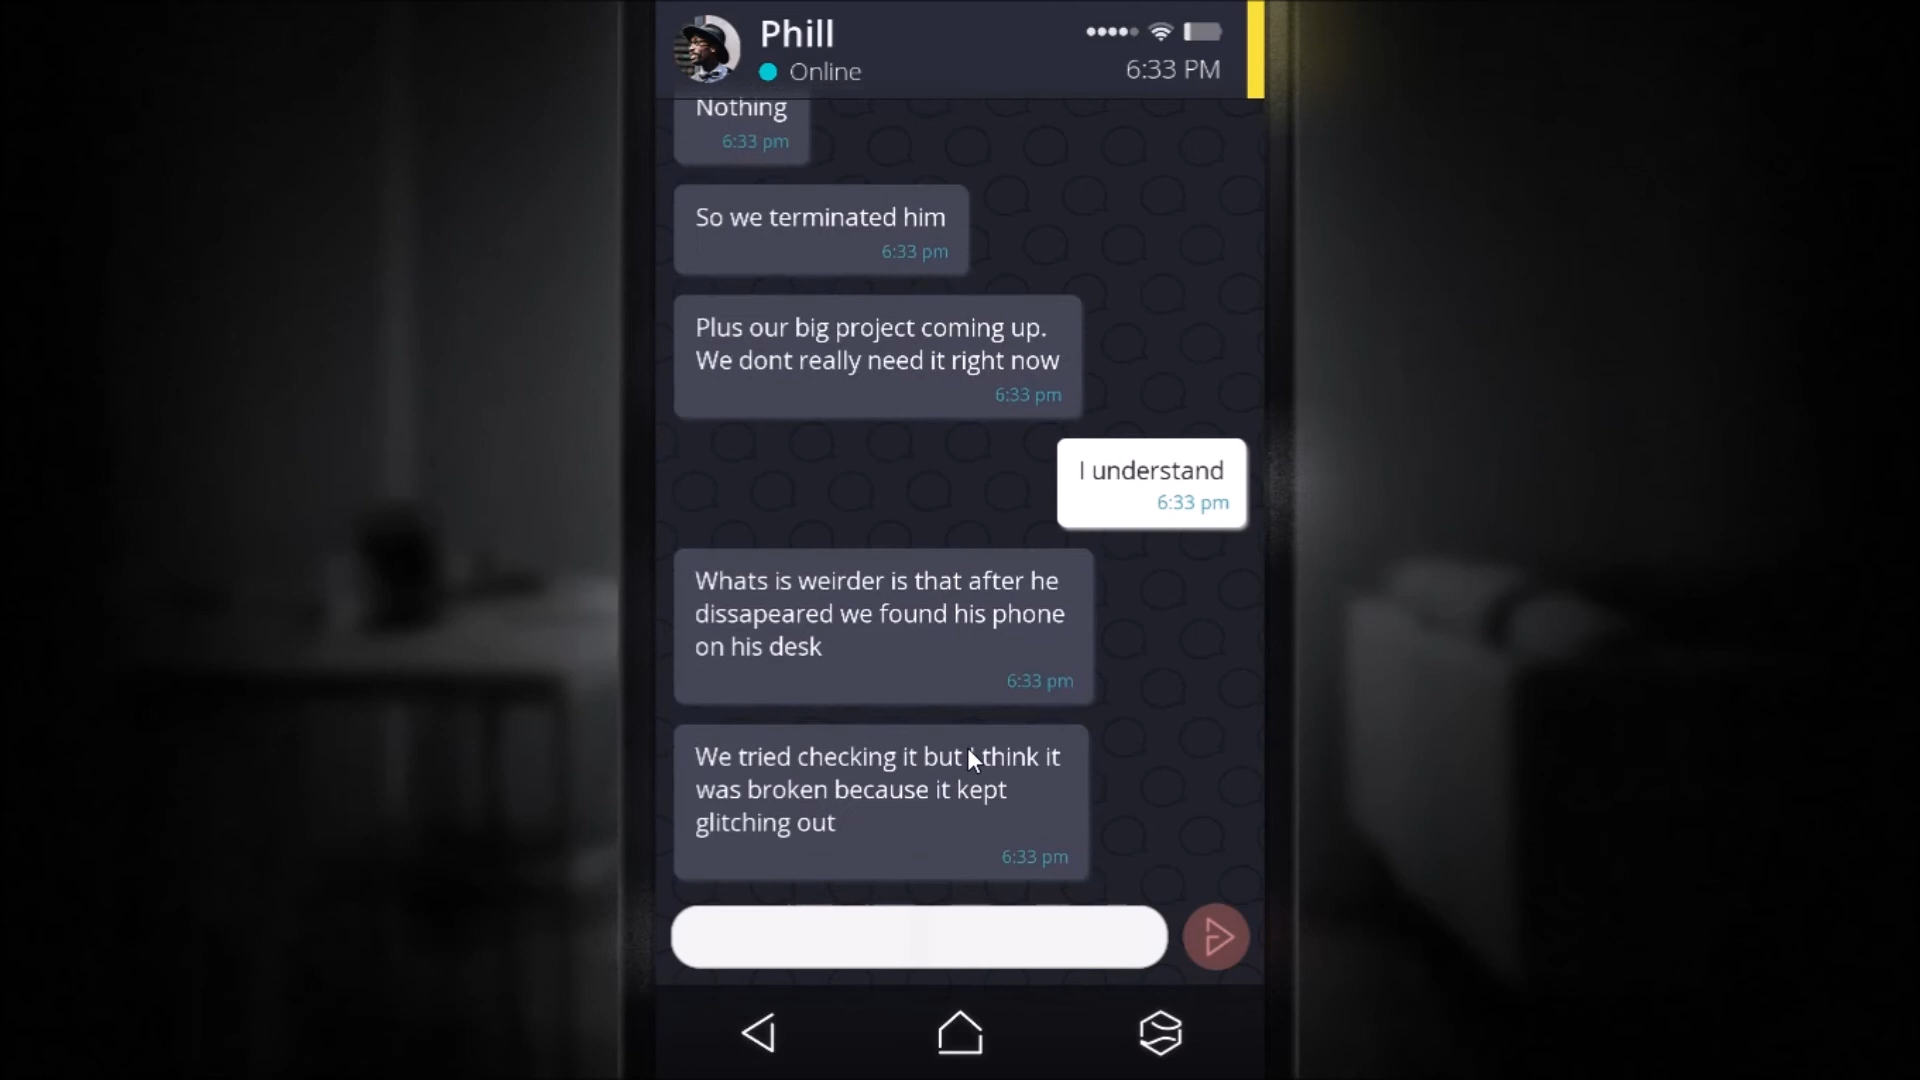 Phill
Online
6:33 PM
Nothing
6:33 pm
So we terminated him
6:33 pm
Plus our big project coming up.
We dont really need it right now
6:33 pm
I understand
6:33 pm
Whats is weirder is that after he
dissapeared we found his phone
on his desk
6:33 pm
We tried checking it but I think it
was broken because it kept
glitching out
6:33 pm